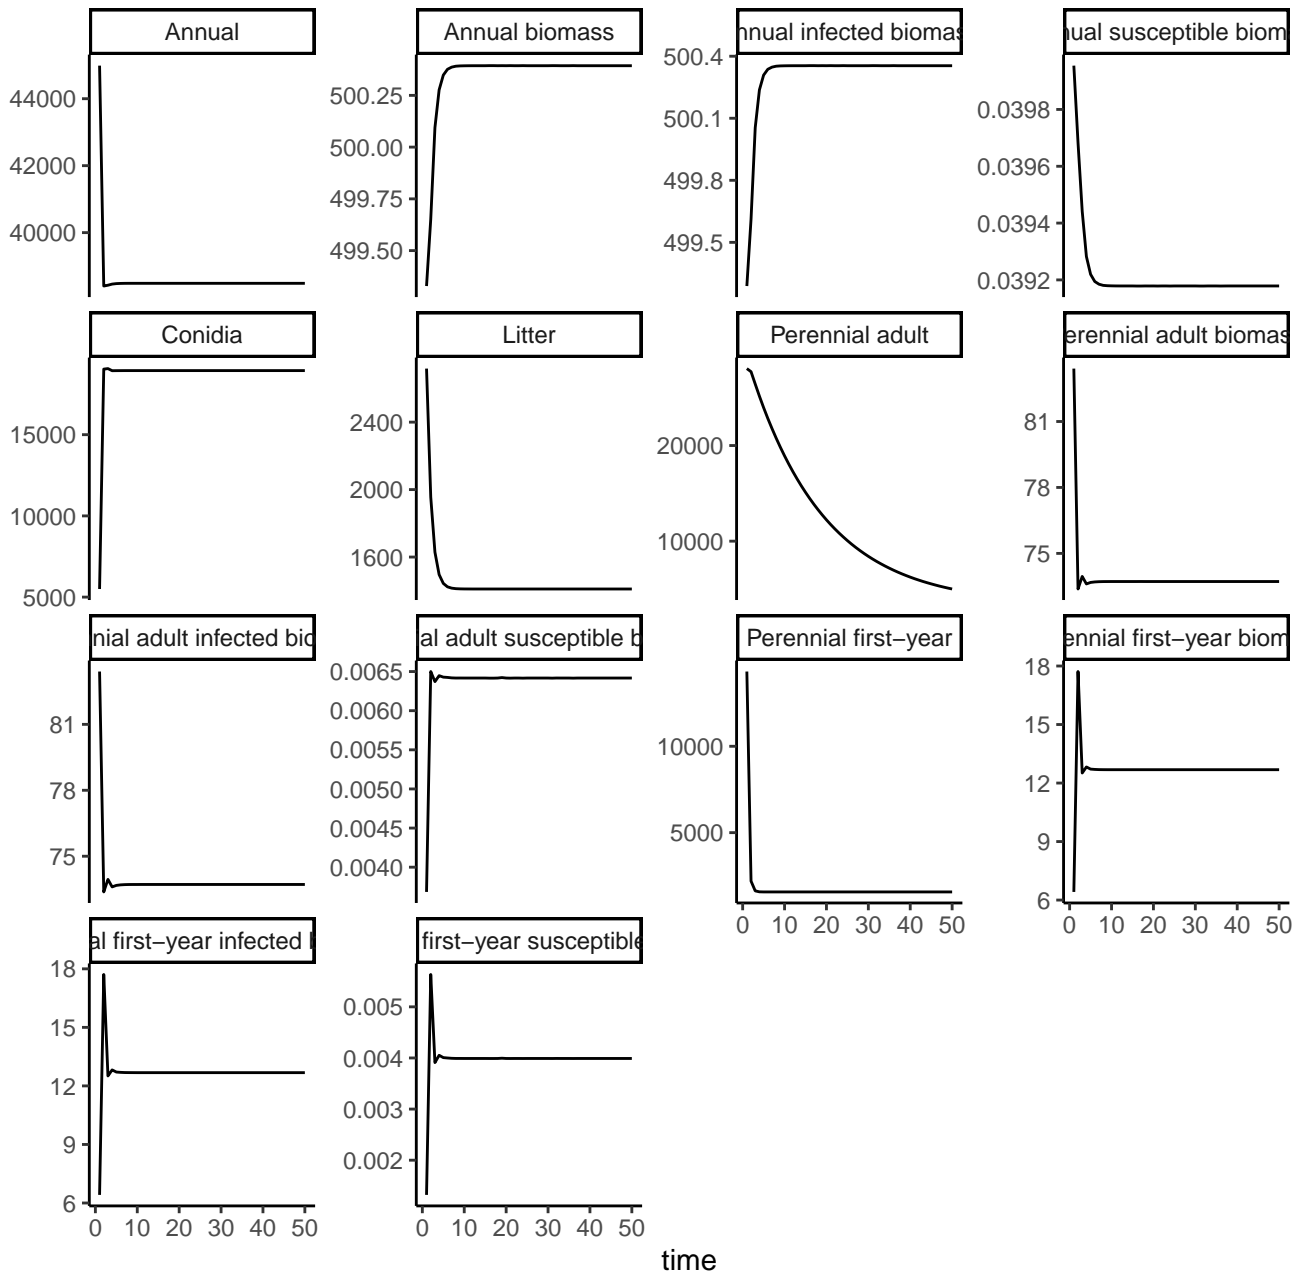 Annual
Annual biomass
nnual infected biomas
nual susceptible biom
44000
42000
40000
500.25
500.00
499.75
499.50
500.4
500.1
499.8
499.5
0.0398
0.0396
0.0394
0.0392
Conidia
Litter
Perennial adult
erennial adult biomas
15000
10000
5000
2400
2000
1600
20000
10000
81
78
75
nial adult infected bio
al adult susceptible b
Perennial first−year
ennial first−year biom
81
78
75
0.0065
0.0060
0.0055
0.0050
0.0045
0.0040
10000
5000
18
15
12
9
6
0 10 20 30 40 50
0 10 20 30 40 50
al first−year infected b
first−year susceptible
18
15
12
9
6
0.005
0.004
0.003
0.002
0 10 20 30 40 50
0 10 20 30 40 50
time